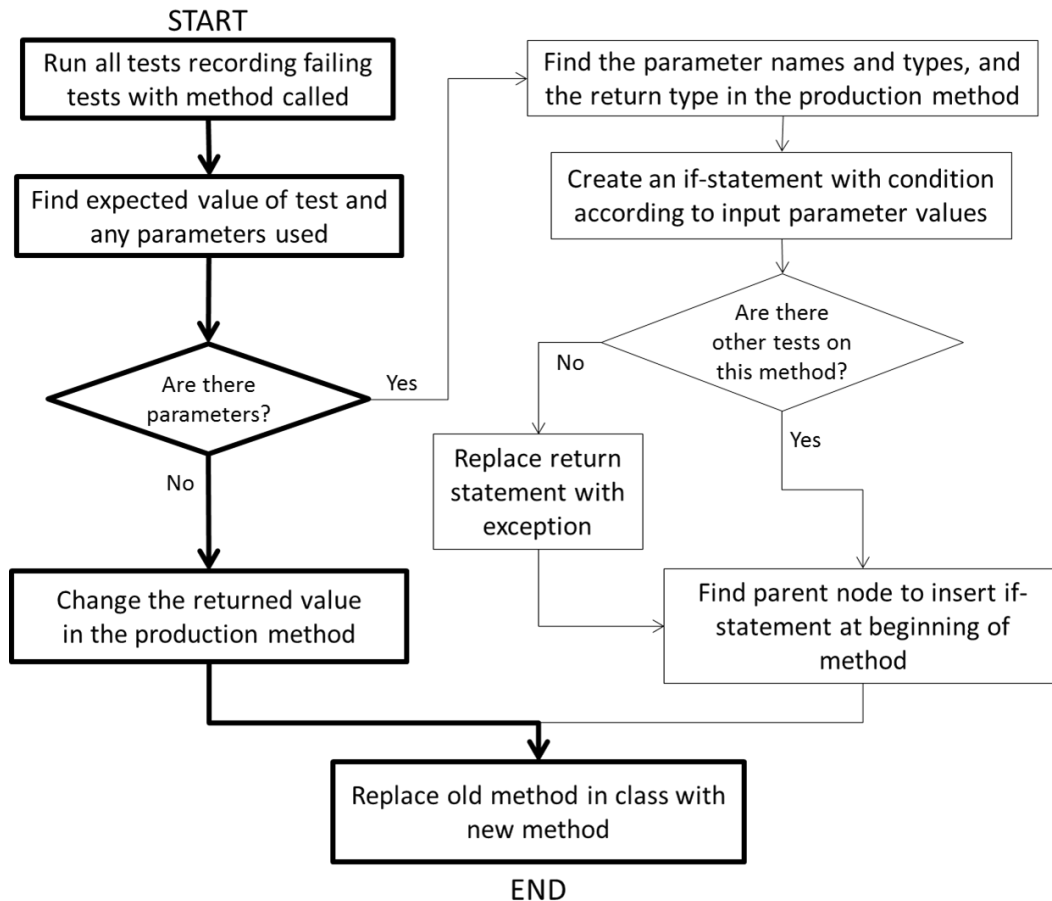 START
Run all tests recording failing
tests with method called
Find expected value of test and
any parameters used
Are there
parameters?
Yes
No
Change the returned value
in the production method
Find the parameter names and types, and
the return type in the production method
Create an if-statement with condition
according to input parameter values
Are there
other tests on
this method?
No
Yes
Replace return
statement with
exception
Find parent node to insert if-
statement at beginning of
method
Replace old method in class with
new method
END